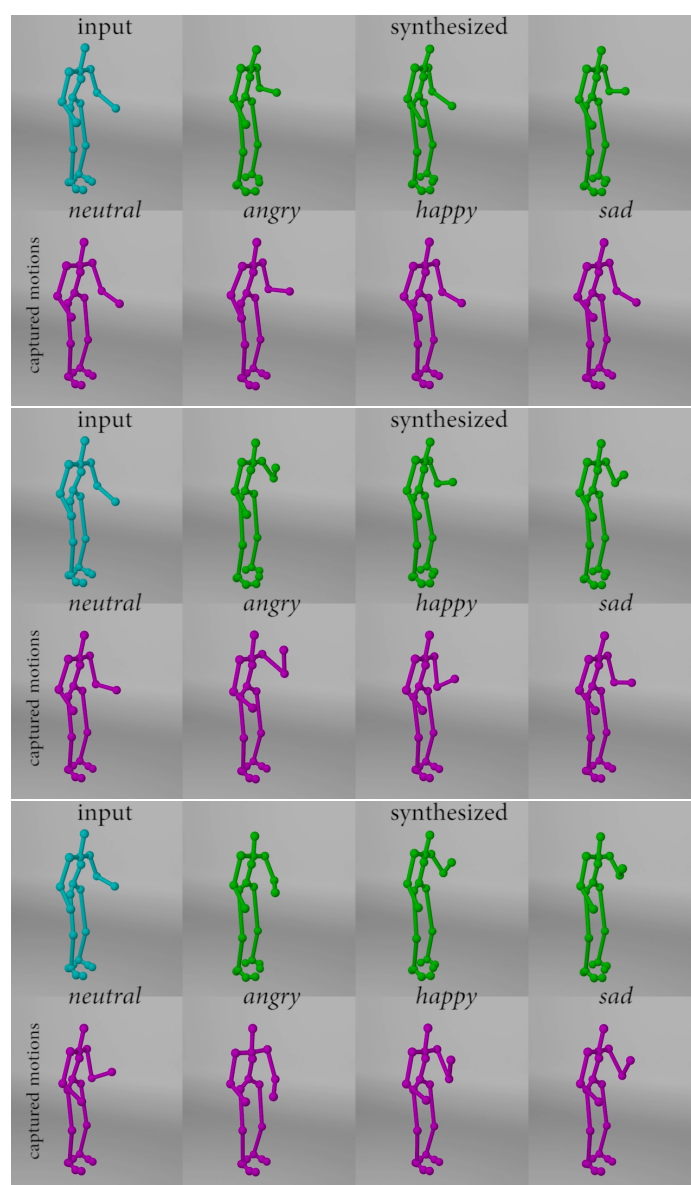 input synthesized
neutral angry happy sad
captured motions
input synthesized
neutral angry happy sad
captured motions
input synthesized
neutral angry happy sad
captured motions